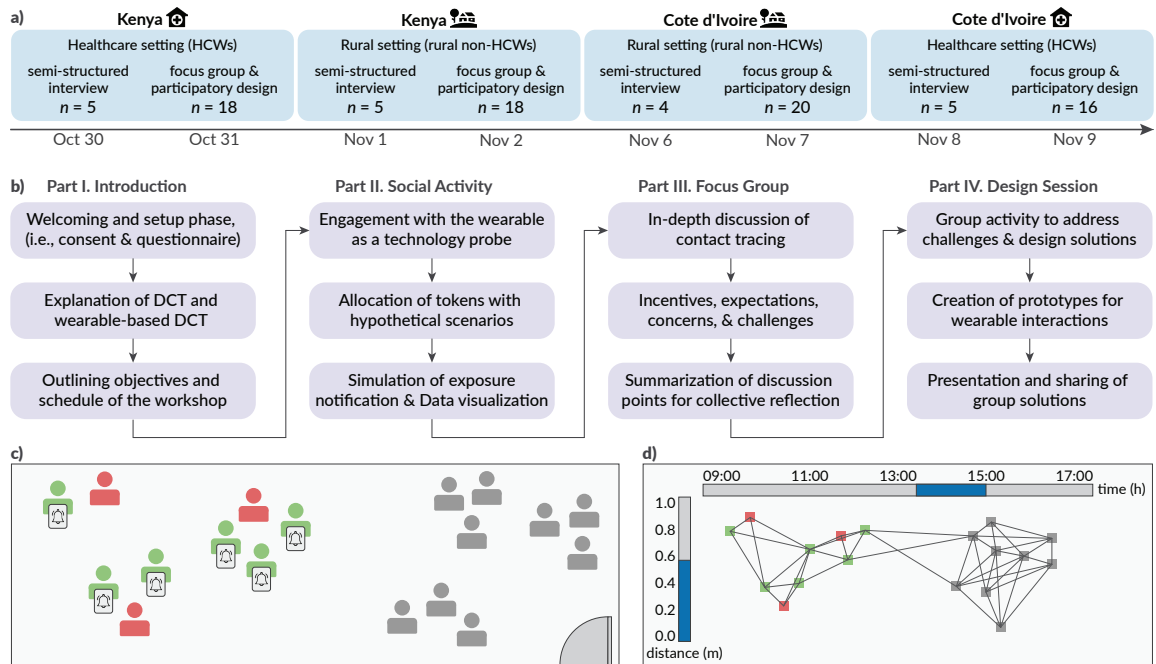 a)
Kenya
Kenya
Cote d'Ivoire
Cote d'Ivoire
Healthcare setting (HCWs)
Rural setting (rural non-HCWs)
Rural setting (rural non-HCWs)
Healthcare setting (HCWs)
semi-structured
interview
n = 5
focus group &
participatory design
n = 18
semi-structured
interview
n = 5
focus group &
participatory design
n = 18
semi-structured
interview
n = 4
focus group &
participatory design
n = 20
semi-structured
interview
n = 5
focus group &
participatory design
n = 16
Oct 30
Oct 31
Nov 1
Nov 2
Nov 6
Nov 7
Nov 8
Nov 9
b)
Part I. Introduction
Welcoming and setup phase,
(i.e., consent & questionnaire)
Explanation of DCT and
wearable-based DCT
Outlining objectives and
schedule of the workshop
Part II. Social Activity
Engagement with the wearable
as a technology probe
Allocation of tokens with
hypothetical scenarios
Simulation of exposure
notification & Data visualization
Part III. Focus Group
In-depth discussion of
contact tracing
Incentives, expectations,
concerns, & challenges
Summarization of discussion
points for collective reflection
Part IV. Design Session
Group activity to address
challenges & design solutions
Creation of prototypes for
wearable interactions
Presentation and sharing of
group solutions
c)
d)
09:00
11:00
13:00
15:00
17:00
time (h)
1.0
0.8
0.6
0.4
0.2
0.0
distance (m)